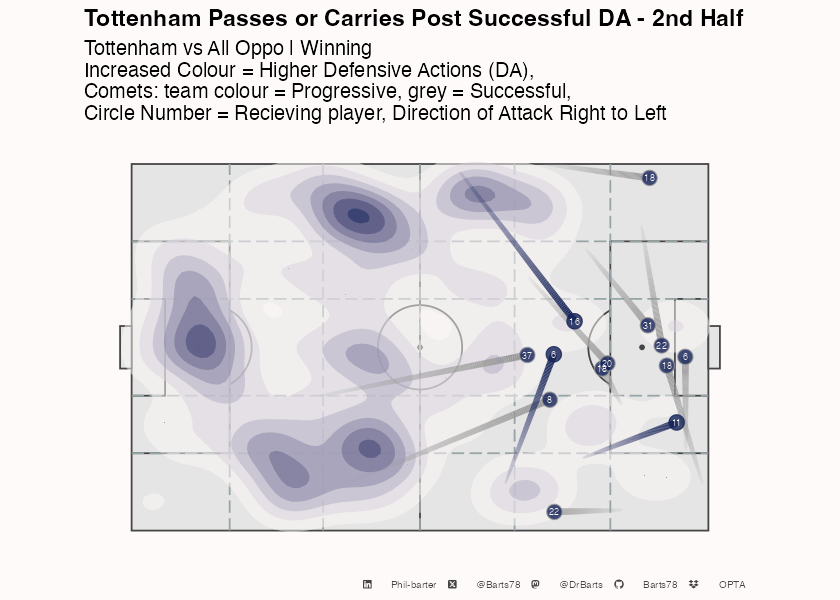 Tottenham Passes or Carries Post Successful DA - 2nd Half
Tottenham vs All Oppo | Winning
Increased Colour = Higher Defensive Actions (DA),
Comets: team colour = Progressive, grey = Successful,
Circle Number = Recieving player, Direction of Attack Right to Left
18
16
31
22
37 6 20 18 6
18
8
11
22
Phil-barter @Barts78 @DrBarts Barts78 OPTA